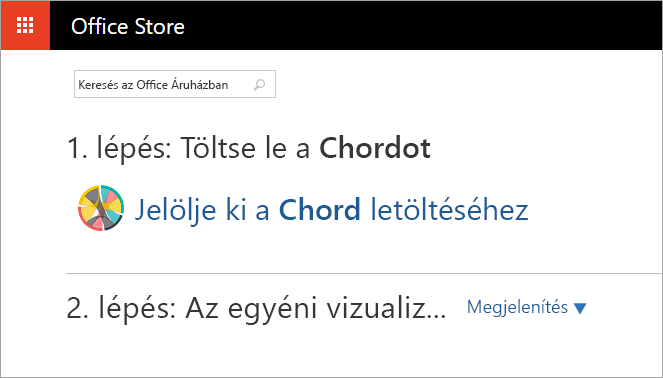 Office Store
Keresés az Office Áruházban
1. lépés: Töltse le a Chordot
Jelölje ki a Chord letöltéséhez
2. lépés: Az egyéni vizualiz... Megjelenítés